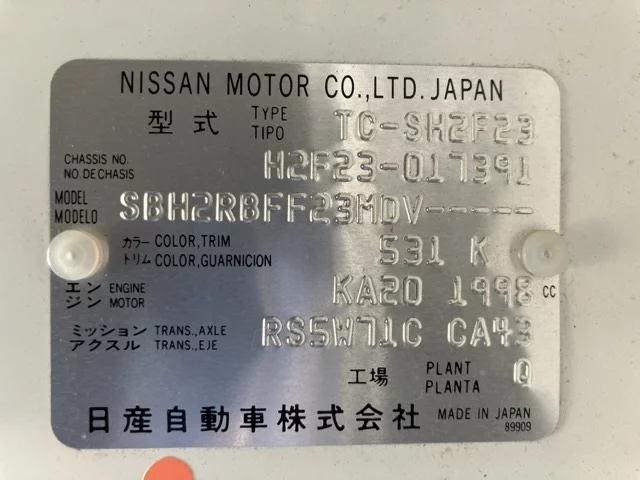 NISSAN MOTOR CO.,LTD. JAPAN
型式 TYPE TIPO TC-SH2F23
CHASSIS NO. NO.DE CHASIS H2F23-017391
MODEL MODELO SBH2RBFF23MDV-----
カラー COLOR,TRIM トリム COLOR,GUARNICION 531 K
エンジン ENGINE MOTOR KA20 1998 CC
ミッション TRANS.,AXLE アクスル TRANS.,EJE RS5W71C CA43
工場 PLANT PLANTA Q
日産自動車株式会社 MADE IN JAPAN
89909